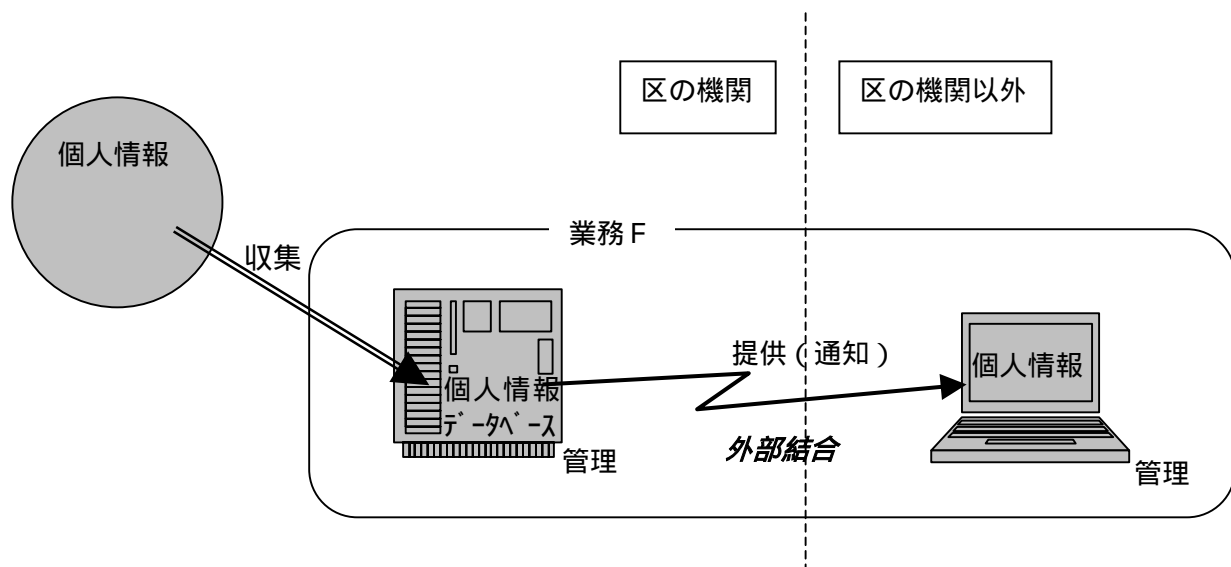 区の機関
区の機関以外
個人情報
業務F
収集
提供(通知)
個人情報
個人情報
データベース
外部結合
管理
管理